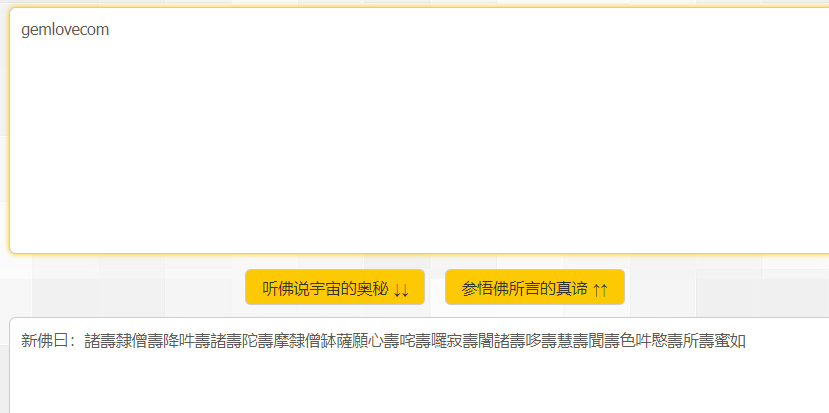 gemlovecom
听佛说宇宙的奥秘 ↓↓ 参悟佛所言的真谛 ↑↑
新佛曰：諸壽隸僧壽降吽壽諸壽陀壽摩隸僧缽薩願心壽咤壽囉寂壽闍諸壽哆壽慧壽聞壽色吽愍壽所壽蜜如